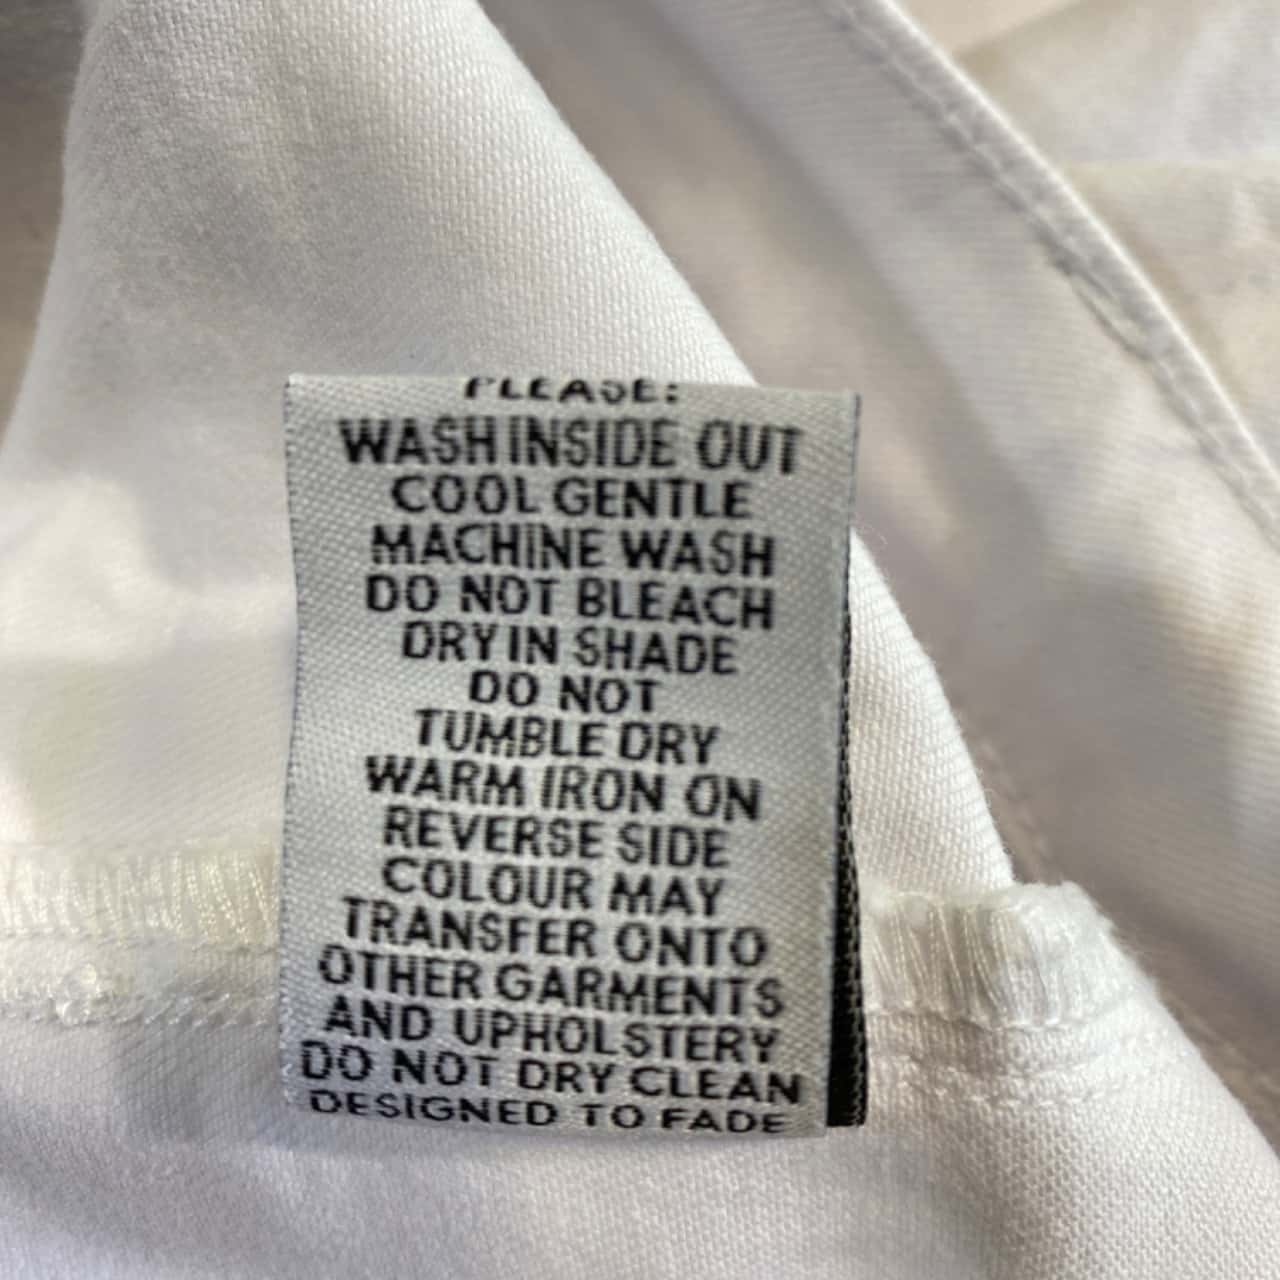 PLEASE:
WASH INSIDE OUT
COOL GENTLE
MACHINE WASH
DO NOT BLEACH
DRY IN SHADE
DO NOT
TUMBLE DRY
WARM IRON ON
REVERSE SIDE
COLOUR MAY
TRANSFER ONTO
OTHER GARMENTS
AND UPHOLSTERY
DO NOT DRY CLEAN
DESIGNED TO FADE